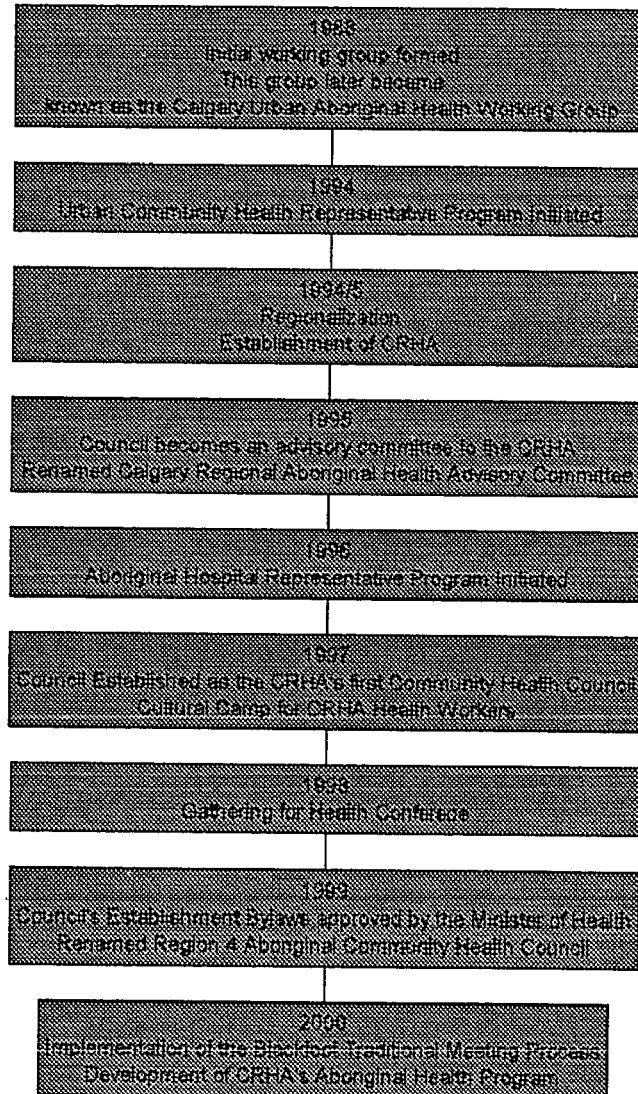 Initial working group formed
This group later became
known as the Calgary Urban Aboriginal Health Working Group
1994
Urban Community Health Representative Program Initiated
1994/5
Regionalization
Establishment of CRHA
1995
Council becomes an advisory committee to the CRHA
Renamed Calgary Regional Aboriginal Health Advisory Committee
1996
Aboriginal Hospital Representative Program Initiated
1997
Council Established as the CRHA's first Community Health Council
Cultural Camp for CRHA Health Workers
1998
Gathering for Health Conferece
1999
Council's Establishment Bylaws approved by the Minister of Health
Renamed Region 4 Aboriginal Community Health Council
2000
Implementation of the Blackfoot Traditional Meeting Process
Development of CRHA's Aboriginal Health Program